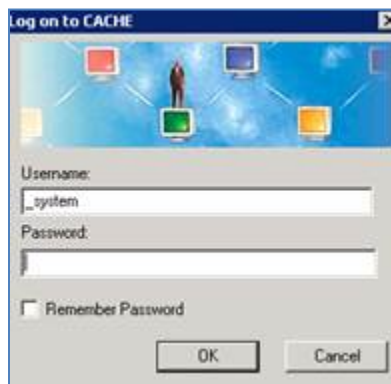 Log on to CACHE
Username:
_system
Password:
Remember Password
OK
Cancel